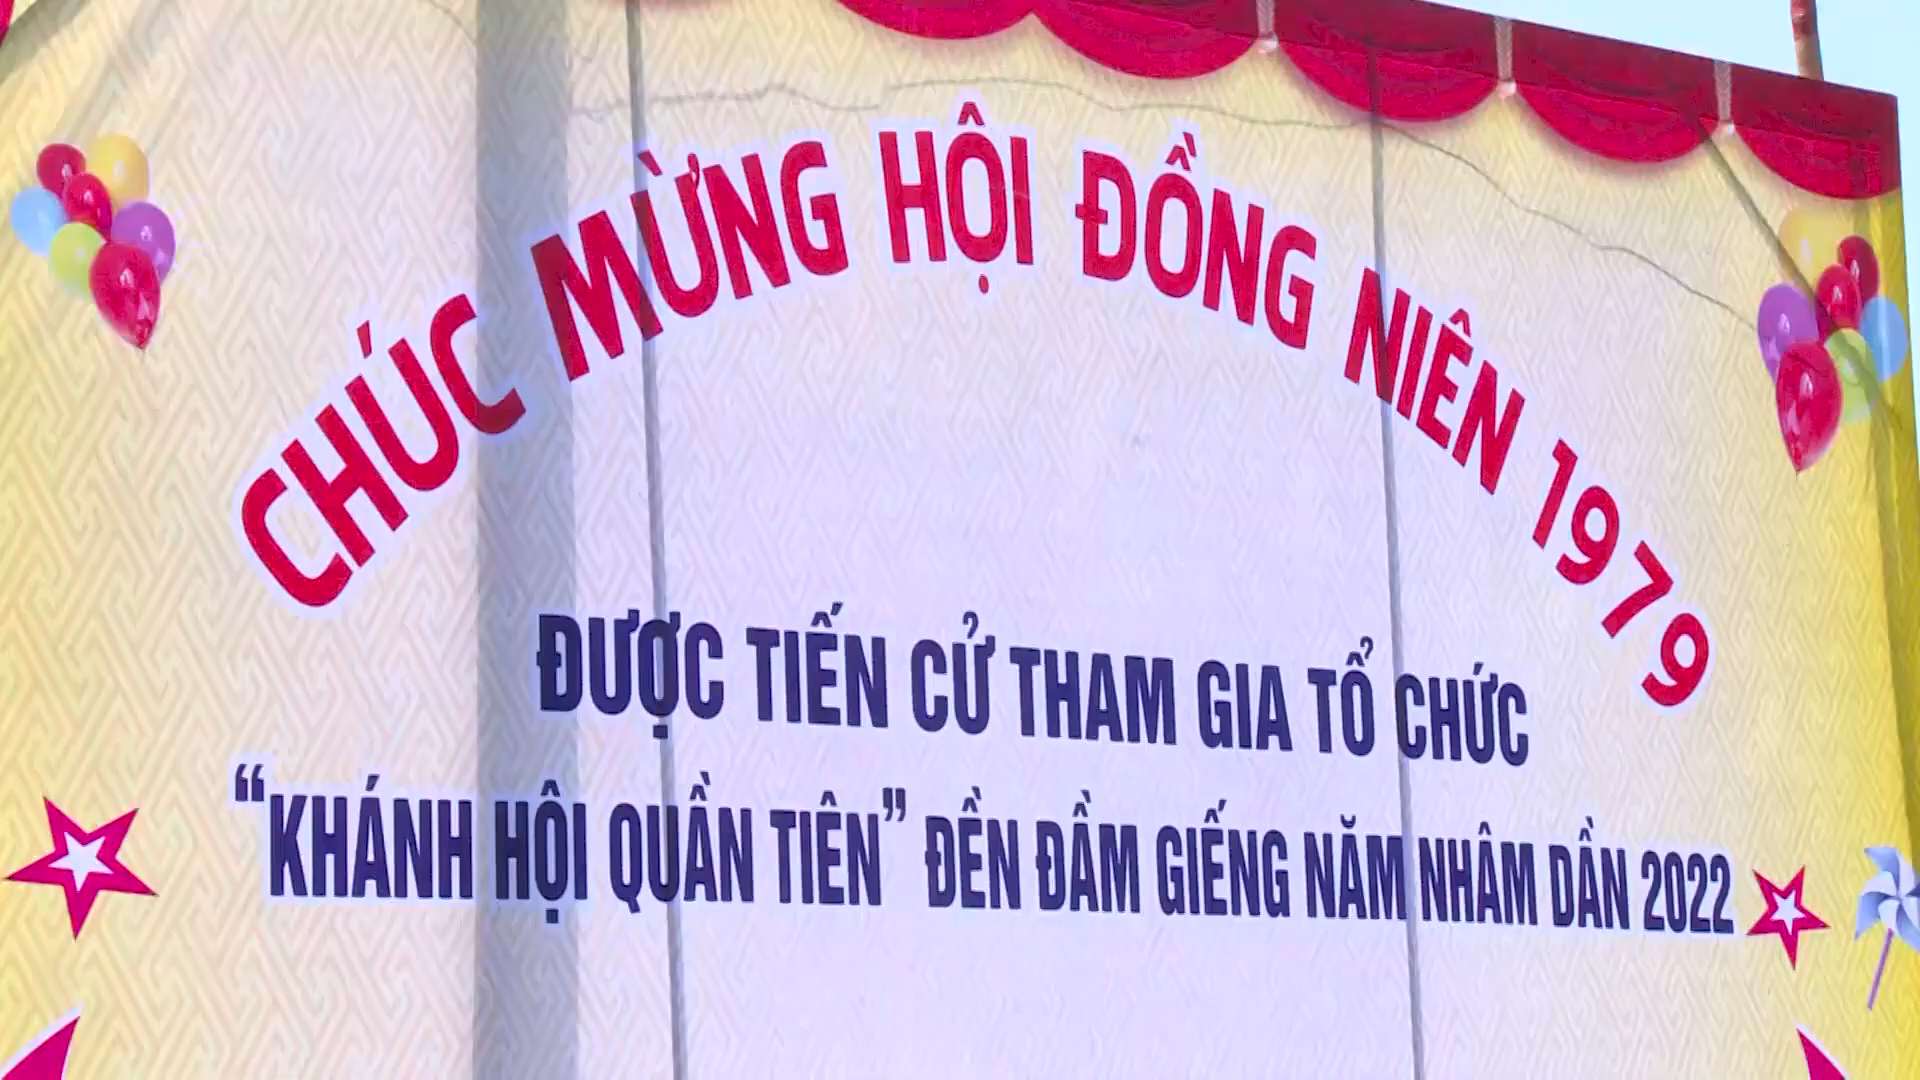 CHÚC MỪNG HỘI ĐỒNG NIÊN 1979
ĐƯỢC TIẾN CỬ THAM GIA TỔ CHỨC
“KHÁNH HỘI QUẦN TIÊN” ĐỀN ĐẦM GIẾNG NĂM NHÂM DẦN 2022